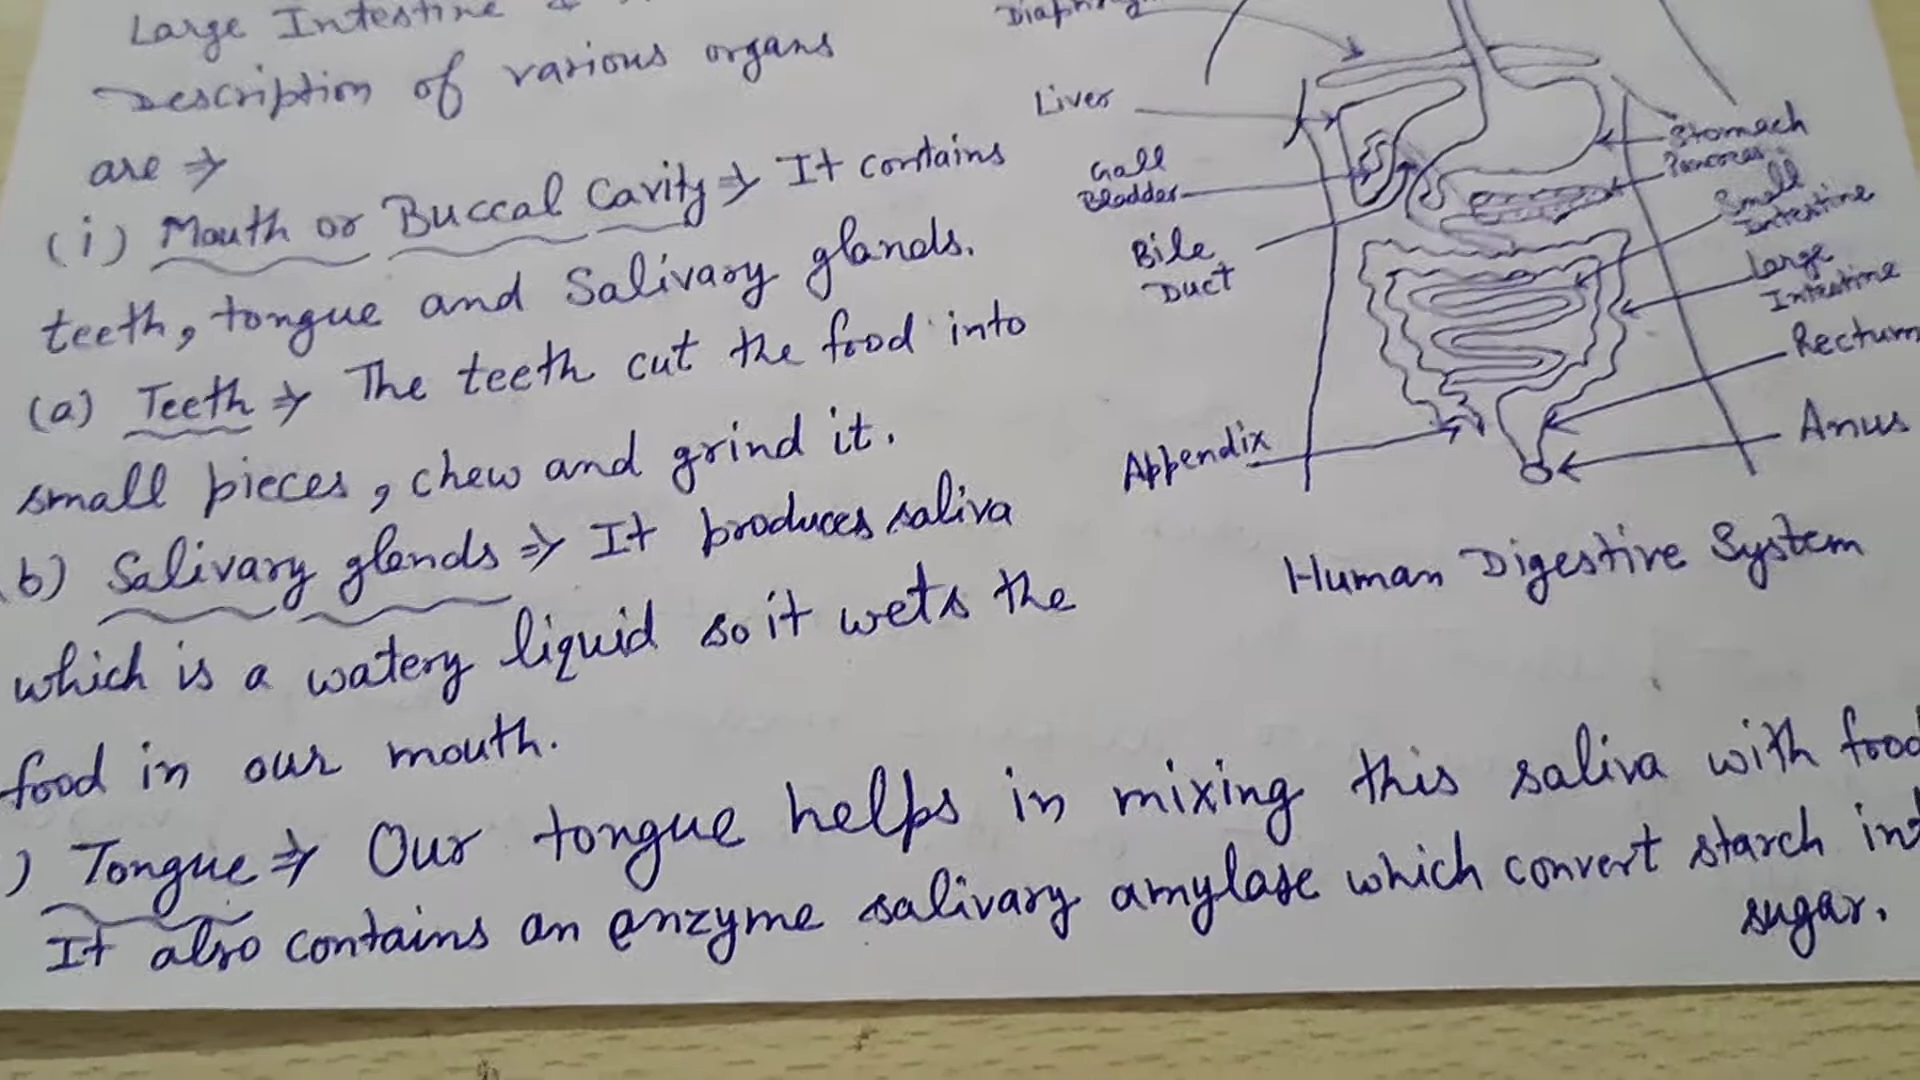 Large Intestine &
Description of various organs
are ⇒
(i) Mouth or Buccal Cavity ⇒ It contains
teeth, tongue and Salivary glands.
(a) Teeth ⇒ The teeth cut the food into
small pieces, chew and grind it.
b) Salivary glands ⇒ It produces saliva
which is a watery liquid so it wets the
food in our mouth.
) Tongue ⇒ Our tongue helps in mixing this saliva with food
It also contains an enzyme salivary amylase which convert starch int
sugar.
Liver
Gall
Bladder
Bile
Duct
Appendix
Stomach
Pancreas
Small
Intestine
Large
Intestine
Rectum
Anus
Human Digestive System